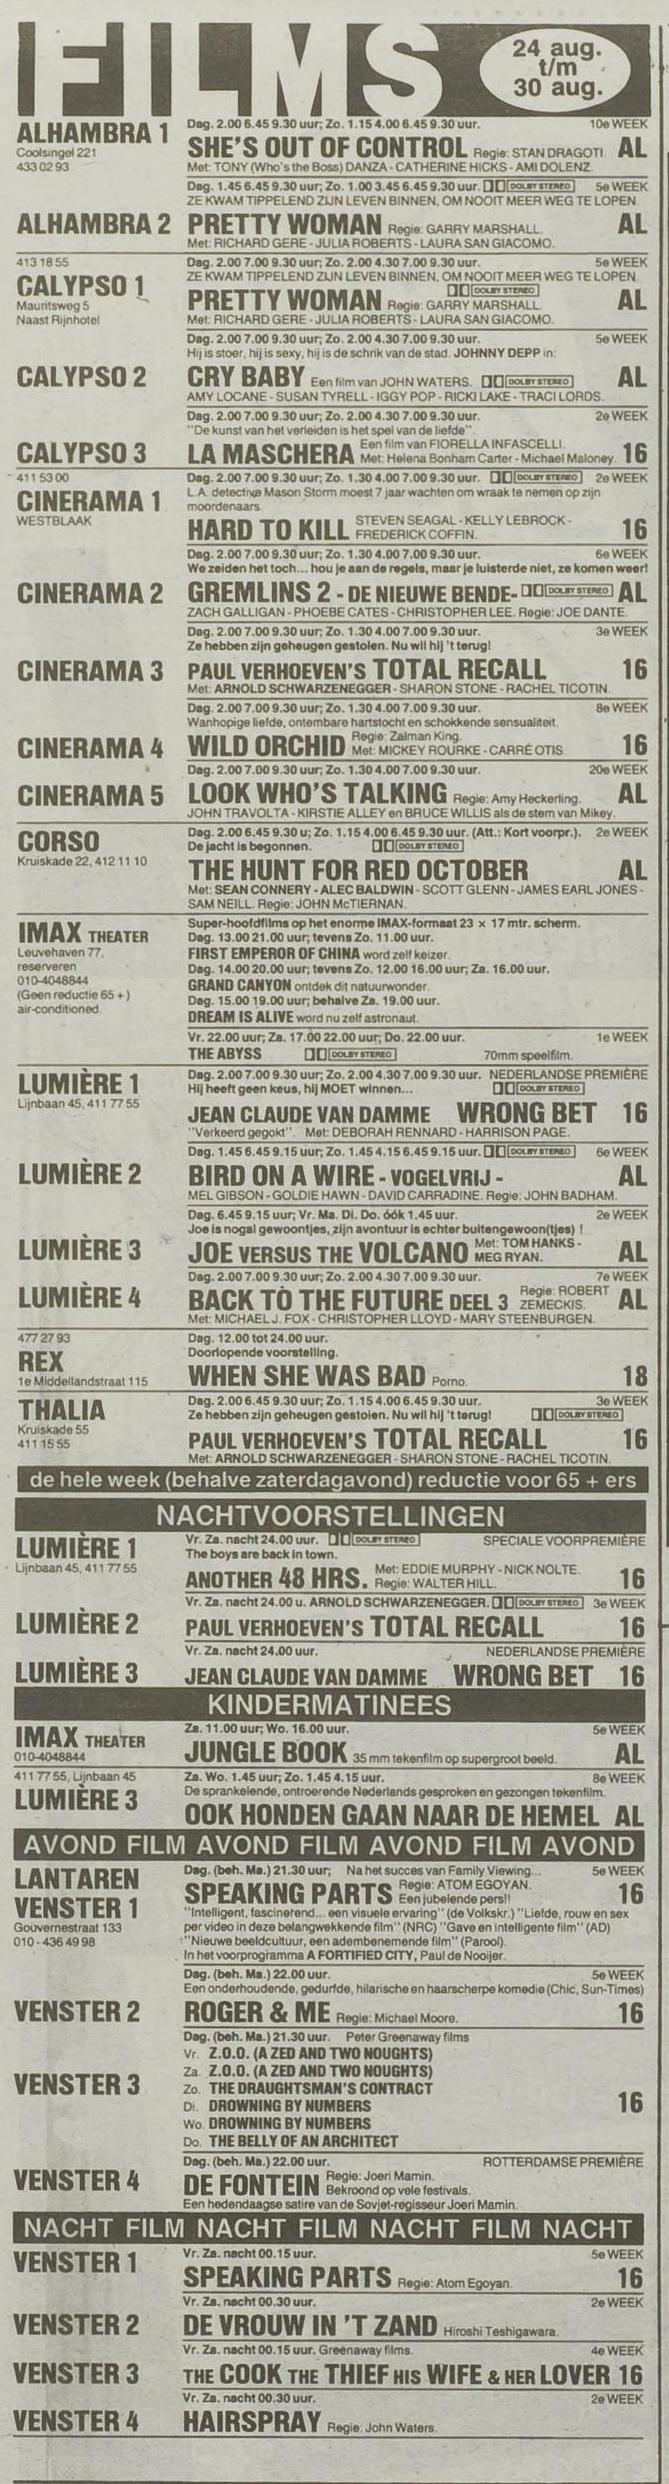 FILMS
24 aug.
t/m
30 aug.
ALHAMBRA 1
Coolsingel 221
433 02 93
Dag. 2.00 6.45 9.30 uur; Zo. 1.15 4.00 6.45 9.30 uur. 10e WEEK
SHE'S OUT OF CONTROL Regie: STAN DRAGOTI. AL
Met: TONY (Who's the Boss) DANZA - CATHERINE HICKS - AMI DOLENZ.
Dag. 1.45 6.45 9.30 uur; Zo. 1.00 3.45 6.45 9.30 uur. DOLBY STEREO 5e WEEK
ZE KWAM TIPPELEND ZIJN LEVEN BINNEN, OM NOOIT MEER WEG TE LOPEN.
ALHAMBRA 2 PRETTY WOMAN Regie: GARRY MARSHALL. AL
Met: RICHARD GERE - JULIA ROBERTS - LAURA SAN GIACOMO.
413 18 55
CALYPSO 1
Mauritsweg 5
Naast Rijnhotel
Dag. 2.00 7.00 9.30 uur; Zo. 2.00 4.30 7.00 9.30 uur. 5e WEEK
ZE KWAM TIPPELEND ZIJN LEVEN BINNEN, OM NOOIT MEER WEG TE LOPEN.
DOLBY STEREO
PRETTY WOMAN Regie: GARRY MARSHALL. AL
Met: RICHARD GERE - JULIA ROBERTS - LAURA SAN GIACOMO.
Dag. 2.00 7.00 9.30 uur; Zo. 2.00 4.30 7.00 9.30 uur. 5e WEEK
Hij is stoer, hij is sexy, hij is de schrik van de stad. JOHNNY DEPP in:
CALYPSO 2 CRY BABY Een film van JOHN WATERS. DOLBY STEREO AL
AMY LOCANE - SUSAN TYRELL - IGGY POP - RICKI LAKE - TRACI LORDS.
Dag. 2.00 7.00 9.30 uur; Zo. 2.00 4.30 7.00 9.30 uur. 2e WEEK
"De kunst van het verleiden is het spel van de liefde".
CALYPSO 3 LA MASCHERA Een film van FIORELLA INFASCELLI.
Met: Helena Bonham Carter - Michael Maloney. 16
411 53 00
CINERAMA 1
WESTBLAAK
Dag. 2.00 7.00 9.30 uur; Zo. 1.30 4.00 7.00 9.30 uur. DOLBY STEREO 2e WEEK
L.A. detective Mason Storm moest 7 jaar wachten om wraak te nemen op zijn
moordenaars.
HARD TO KILL STEVEN SEAGAL - KELLY LEBROCK -
FREDERICK COFFIN. 16
Dag. 2.00 7.00 9.30 uur; Zo. 1.30 4.00 7.00 9.30 uur. 6e WEEK
We zeiden het toch... hou je aan de regels, maar je luisterde niet, ze komen weer!
CINERAMA 2 GREMLINS 2 - DE NIEUWE BENDE- DOLBY STEREO AL
ZACH GALLIGAN - PHOEBE CATES - CHRISTOPHER LEE. Regie: JOE DANTE.
Dag. 2.00 7.00 9.30 uur; Zo. 1.30 4.00 7.00 9.30 uur. 3e WEEK
Ze hebben zijn geheugen gestolen. Nu wil hij 't terug!
CINERAMA 3 PAUL VERHOEVEN'S TOTAL RECALL 16
Met: ARNOLD SCHWARZENEGGER - SHARON STONE - RACHEL TICOTIN.
Dag. 2.00 7.00 9.30 uur; Zo. 1.30 4.00 7.00 9.30 uur. 8e WEEK
Wanhopige liefde, ontembare hartstocht en schokkende sensualiteit.
CINERAMA 4 WILD ORCHID Regie: Zalman King.
Met: MICKEY ROURKE - CARRÉ OTIS. 16
Dag. 2.00 7.00 9.30 uur; Zo. 1.30 4.00 7.00 9.30 uur. 20e WEEK
CINERAMA 5 LOOK WHO'S TALKING Regie: Amy Heckerling. AL
JOHN TRAVOLTA - KIRSTIE ALLEY en BRUCE WILLIS als de stem van Mikey.
CORSO
Kruiskade 22, 412 11 10
Dag. 2.00 6.45 9.30 u; Zo. 1.15 4.00 6.45 9.30 uur. (Att.: Kort voorpr.). 2e WEEK
De jacht is begonnen. DOLBY STEREO
THE HUNT FOR RED OCTOBER AL
Met: SEAN CONNERY - ALEC BALDWIN - SCOTT GLENN - JAMES EARL JONES -
SAM NEILL. Regie: JOHN McTIERNAN.
IMAX THEATER
Leuvehaven 77,
reserveren
010-4048844
(Geen reductie 65 +)
air-conditioned.
Super-hoofdfilms op het enorme IMAX-formaat 23 × 17 mtr. scherm.
Dag. 13.00 21.00 uur; tevens Zo. 11.00 uur.
FIRST EMPEROR OF CHINA word zelf keizer.
Dag. 14.00 20.00 uur; tevens Zo. 12.00 16.00 uur; Za. 16.00 uur.
GRAND CANYON ontdek dit natuurwonder.
Dag. 15.00 19.00 uur; behalve Za. 19.00 uur.
DREAM IS ALIVE word nu zelf astronaut.
Vr. 22.00 uur; Za. 17.00 22.00 uur; Do. 22.00 uur. 1e WEEK
THE ABYSS DOLBY STEREO 70mm speelfilm.
LUMIÈRE 1
Lijnbaan 45, 411 77 55
Dag. 2.00 7.00 9.30 uur; Zo. 2.00 4.30 7.00 9.30 uur. NEDERLANDSE PREMIÈRE
Hij heeft geen keus, hij MOET winnen... DOLBY STEREO
JEAN CLAUDE VAN DAMME WRONG BET 16
"Verkeerd gegokt". Met: DEBORAH RENNARD - HARRISON PAGE.
Dag. 1.45 6.45 9.15 uur; Zo. 1.45 4.15 6.45 9.15 uur. DOLBY STEREO 6e WEEK
LUMIÈRE 2 BIRD ON A WIRE - VOGELVRIJ - AL
MEL GIBSON - GOLDIE HAWN - DAVID CARRADINE. Regie: JOHN BADHAM.
Dag. 6.45 9.15 uur; Vr. Ma. Di. Do. óók 1.45 uur. 2e WEEK
Joe is nogal gewoontjes, zijn avontuur is echter buitengewoon(tjes) !
LUMIÈRE 3 JOE VERSUS THE VOLCANO Met: TOM HANKS -
MEG RYAN. AL
Dag. 2.00 7.00 9.30 uur; Zo. 2.00 4.30 7.00 9.30 uur. 7e WEEK
LUMIÈRE 4 BACK TO THE FUTURE DEEL 3 Regie: ROBERT
ZEMECKIS. AL
Met: MICHAEL J. FOX - CHRISTOPHER LLOYD - MARY STEENBURGEN.
477 27 93
REX
1e Middellandstraat 115
Dag. 12.00 tot 24.00 uur.
Doorlopende voorstelling.
WHEN SHE WAS BAD Porno. 18
THALIA
Kruiskade 55
411 15 55
Dag. 2.00 6.45 9.30 uur; Zo. 1.15 4.00 6.45 9.30 uur. 3e WEEK
Ze hebben zijn geheugen gestolen. Nu wil hij 't terug! DOLBY STEREO
PAUL VERHOEVEN'S TOTAL RECALL 16
Met: ARNOLD SCHWARZENEGGER - SHARON STONE - RACHEL TICOTIN.
de hele week (behalve zaterdagavond) reductie voor 65 + ers
NACHTVOORSTELLINGEN
LUMIÈRE 1
Lijnbaan 45, 411 77 55
Vr. Za. nacht 24.00 uur. DOLBY STEREO SPECIALE VOORPREMIÈRE
The boys are back in town.
ANOTHER 48 HRS. Met: EDDIE MURPHY - NICK NOLTE.
Regie: WALTER HILL. 16
Vr. Za. nacht 24.00 u. ARNOLD SCHWARZENEGGER. DOLBY STEREO 3e WEEK
LUMIÈRE 2 PAUL VERHOEVEN'S TOTAL RECALL 16
Vr. Za. nacht 24.00 uur. NEDERLANDSE PREMIÈRE
LUMIÈRE 3 JEAN CLAUDE VAN DAMME WRONG BET 16
KINDERMATINEES
IMAX THEATER
010-4048844
Za. 11.00 uur; Wo. 16.00 uur. 5e WEEK
JUNGLE BOOK 35 mm tekenfilm op supergroot beeld. AL
411 77 55, Lijnbaan 45
LUMIÈRE 3
Za. Wo. 1.45 uur; Zo. 1.45 4.15 uur. 8e WEEK
De sprankelende, ontroerende Nederlands gesproken en gezongen tekenfilm.
OOK HONDEN GAAN NAAR DE HEMEL AL
AVOND FILM AVOND FILM AVOND FILM AVOND
LANTAREN
VENSTER 1
Gouvernestraat 133
010 - 436 49 98
Dag. (beh. Ma.) 21.30 uur; Na het succes van Family Viewing... 5e WEEK
SPEAKING PARTS Regie: ATOM EGOYAN.
Een jubelende pers!! 16
"Intelligent, fascinerend... een visuele ervaring" (de Volkskr.) "Liefde, rouw en sex
per video in deze belangwekkende film" (NRC) "Gave en intelligente film" (AD)
"Nieuwe beeldcultuur, een adembenemende film" (Parool).
In het voorprogramma A FORTIFIED CITY, Paul de Nooijer.
Dag. (beh. Ma.) 22.00 uur. 5e WEEK
Een onderhoudende, gedurfde, hilarische en haarscherpe komedie (Chic, Sun-Times)
VENSTER 2 ROGER & ME Regie: Michael Moore. 16
Dag. (beh. Ma.) 21.30 uur. Peter Greenaway films
Vr. Z.O.O. (A ZED AND TWO NOUGHTS)
Za. Z.O.O. (A ZED AND TWO NOUGHTS)
VENSTER 3 Zo. THE DRAUGHTSMAN'S CONTRACT
Di. DROWNING BY NUMBERS 16
Wo. DROWNING BY NUMBERS
Do. THE BELLY OF AN ARCHITECT
Dag. (beh. Ma.) 22.00 uur. ROTTERDAMSE PREMIÈRE
VENSTER 4 DE FONTEIN Regie: Joeri Mamin.
Bekroond op vele festivals.
Een hedendaagse satire van de Sovjet-regisseur Joeri Mamin.
NACHT FILM NACHT FILM NACHT FILM NACHT
Vr. Za. nacht 00.15 uur. 5e WEEK
VENSTER 1 SPEAKING PARTS Regie: Atom Egoyan. 16
Vr. Za. nacht 00.30 uur. 2e WEEK
VENSTER 2 DE VROUW IN 'T ZAND Hiroshi Teshigawara.
Vr. Za. nacht 00.15 uur. Greenaway films. 4e WEEK
VENSTER 3 THE COOK THE THIEF HIS WIFE & HER LOVER 16
Vr. Za. nacht 00.30 uur. 2e WEEK
VENSTER 4 HAIRSPRAY Regie: John Waters.